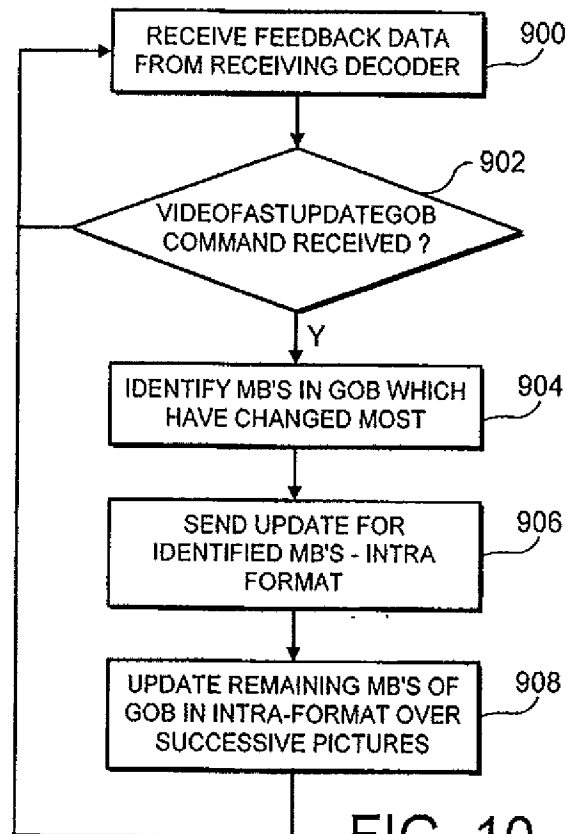 RECEIVE FEEDBACK DATA
FROM RECEIVING DECODER
900
902
VIDEOFASTUPDATEGOB
COMMAND RECEIVED ?
Y
IDENTIFY MB'S IN GOB WHICH
HAVE CHANGED MOST
904
SEND UPDATE FOR
IDENTIFIED MB'S - INTRA
FORMAT
906
UPDATE REMAINING MB'S OF
GOB IN INTRA-FORMAT OVER
SUCCESSIVE PICTURES
908
FIG. 10